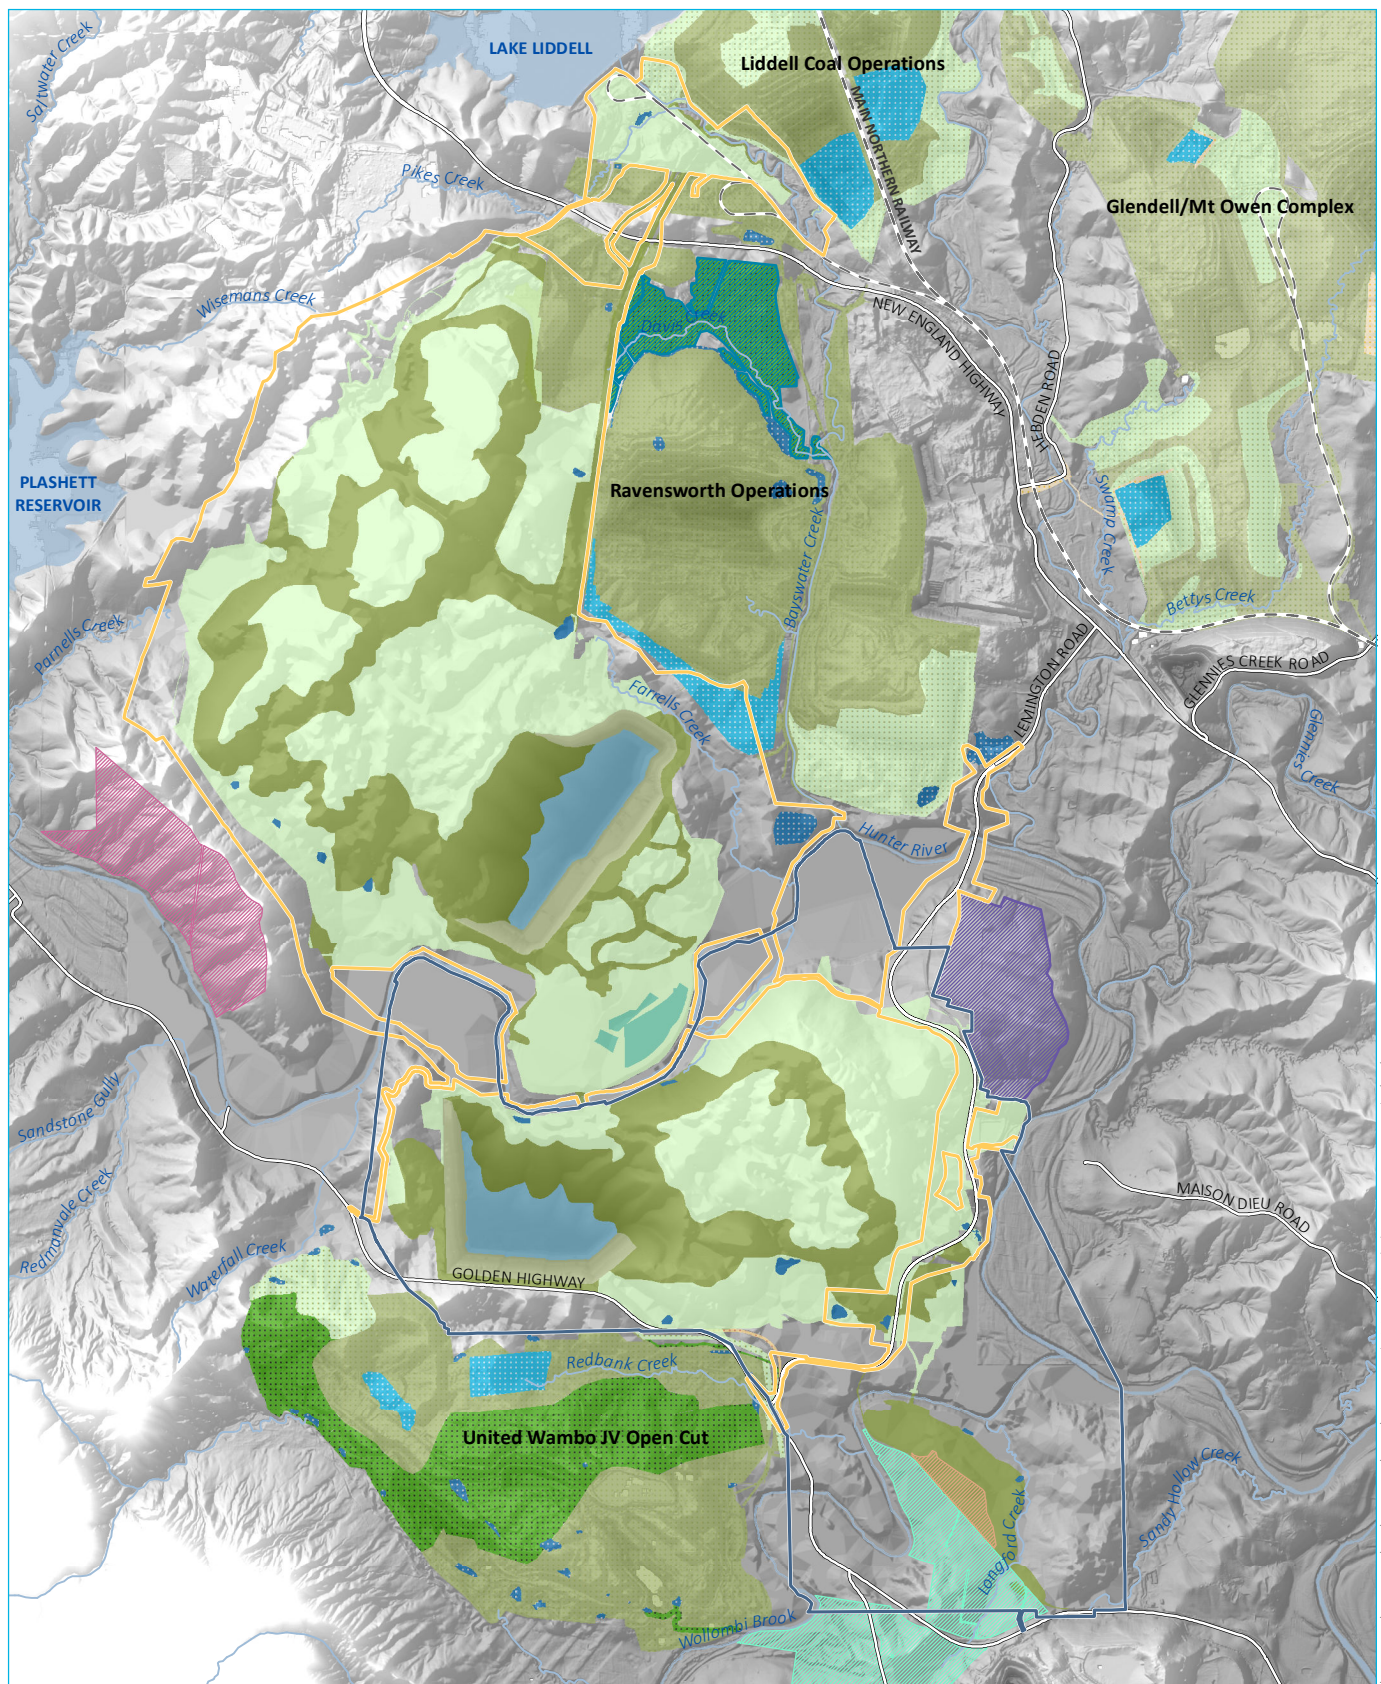 Saltwater Creek
LAKE LIDDELL
Liddell Coal Operations
MAIN NORTHERN RAILWAY
Pikes Creek
Glendell/Mt Owen Complex
Wisemans Creek
Davis Creek
NEW ENGLAND HIGHWAY
HEBDEN ROAD
PLASHETT
RESERVOIR
Ravensworth Operations
Swamp Creek
Bayswater Creek
Bettys Creek
Parnells Creek
LEMINGTON ROAD
GLENNIES CREEK ROAD
Farrells Creek
Glennies Creek
Hunter River
Sandstone Gully
Redmanvale Creek
MAISON DIEU ROAD
Waterfall Creek
GOLDEN HIGHWAY
Redbank Creek
United Wambo JV Open Cut
Sandy Hollow Creek
Longford Creek
Wollombi Brook